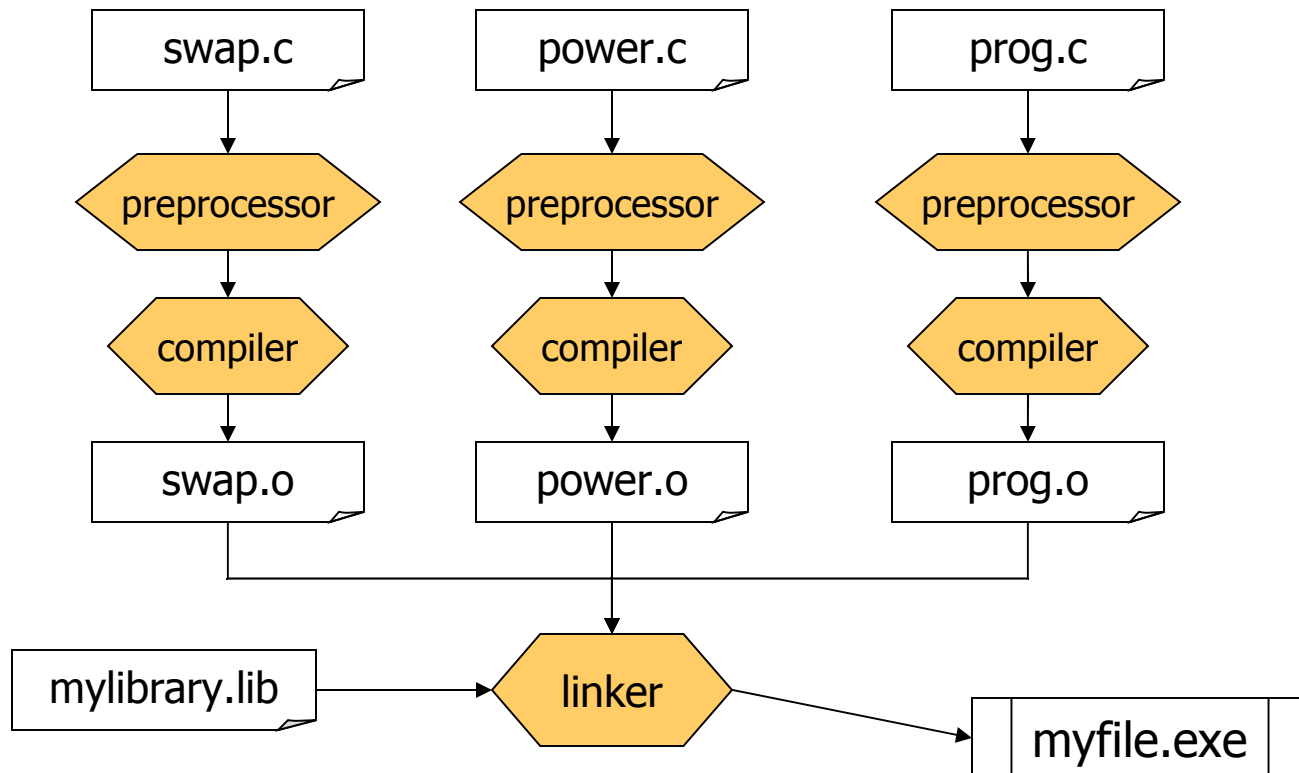 swap.c
power.c
prog.c
preprocessor
preprocessor
preprocessor
compiler
compiler
compiler
swap.o
power.o
prog.o
mylibrary.lib
linker
myfile.exe